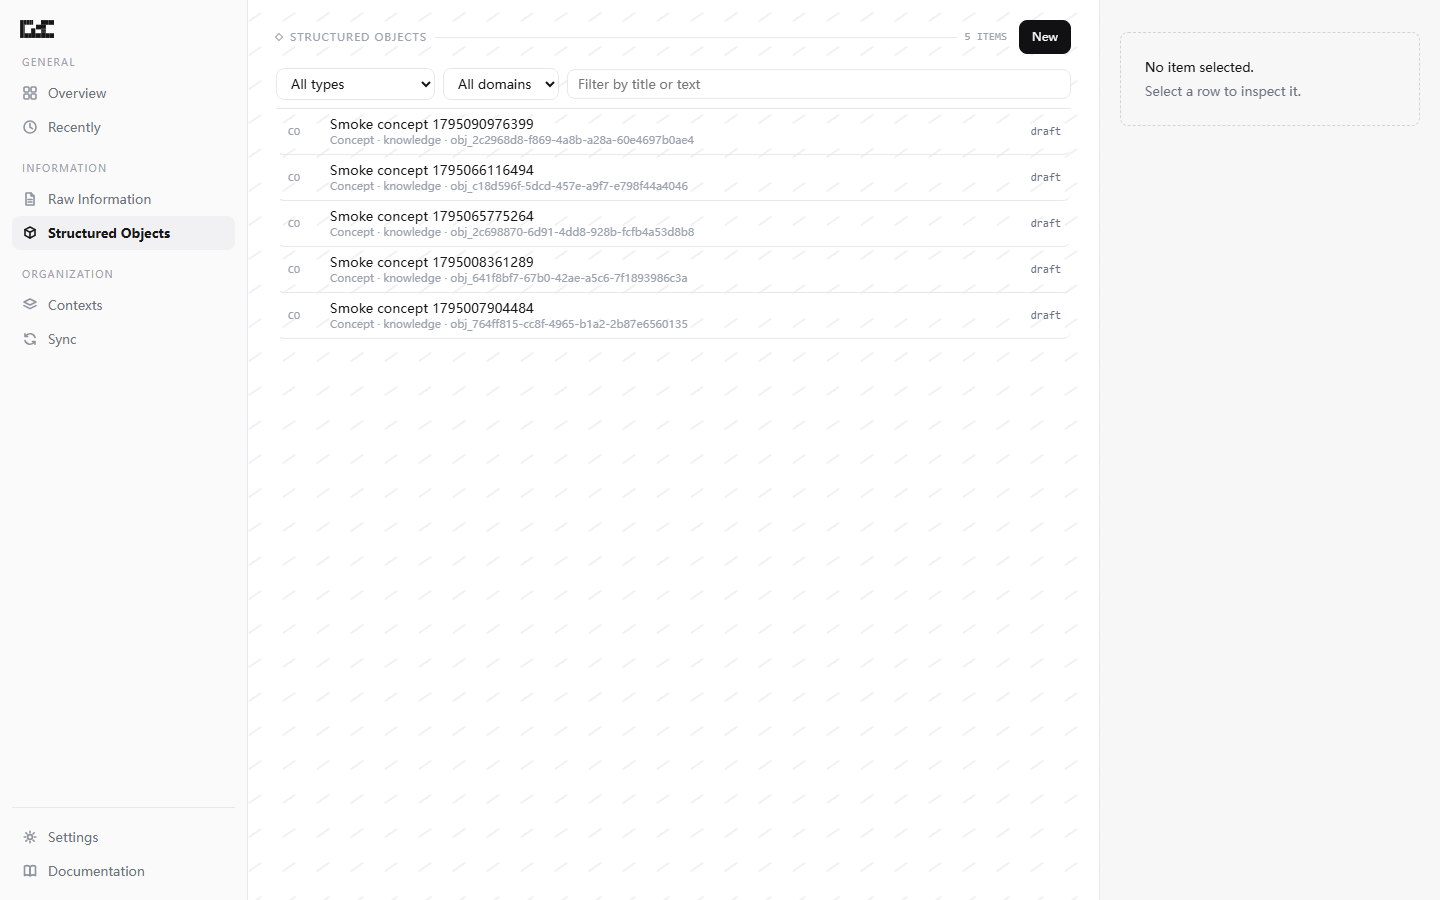 GENERAL
Overview
Recently
INFORMATION
Raw Information
Structured Objects
ORGANIZATION
Contexts
Sync
Settings
Documentation
STRUCTURED OBJECTS
5 ITEMS
New
All types
All domains
Filter by title or text
CO
Smoke concept 1795090976399
draft
Concept · knowledge · obj_2c2968d8-f869-4a8b-a28a-60e4697b0ae4
CO
Smoke concept 1795066116494
draft
Concept · knowledge · obj_c18d596f-5dcd-457e-a9f7-e798f44a4046
CO
Smoke concept 1795065775264
draft
Concept · knowledge · obj_2c698870-6d91-4dd8-928b-fcfb4a53d8b8
CO
Smoke concept 1795008361289
draft
Concept · knowledge · obj_641f8bf7-67b0-42ae-a5c6-7f1893986c3a
CO
Smoke concept 1795007904484
draft
Concept · knowledge · obj_764ff815-cc8f-4965-b1a2-2b87e6560135
No item selected.
Select a row to inspect it.